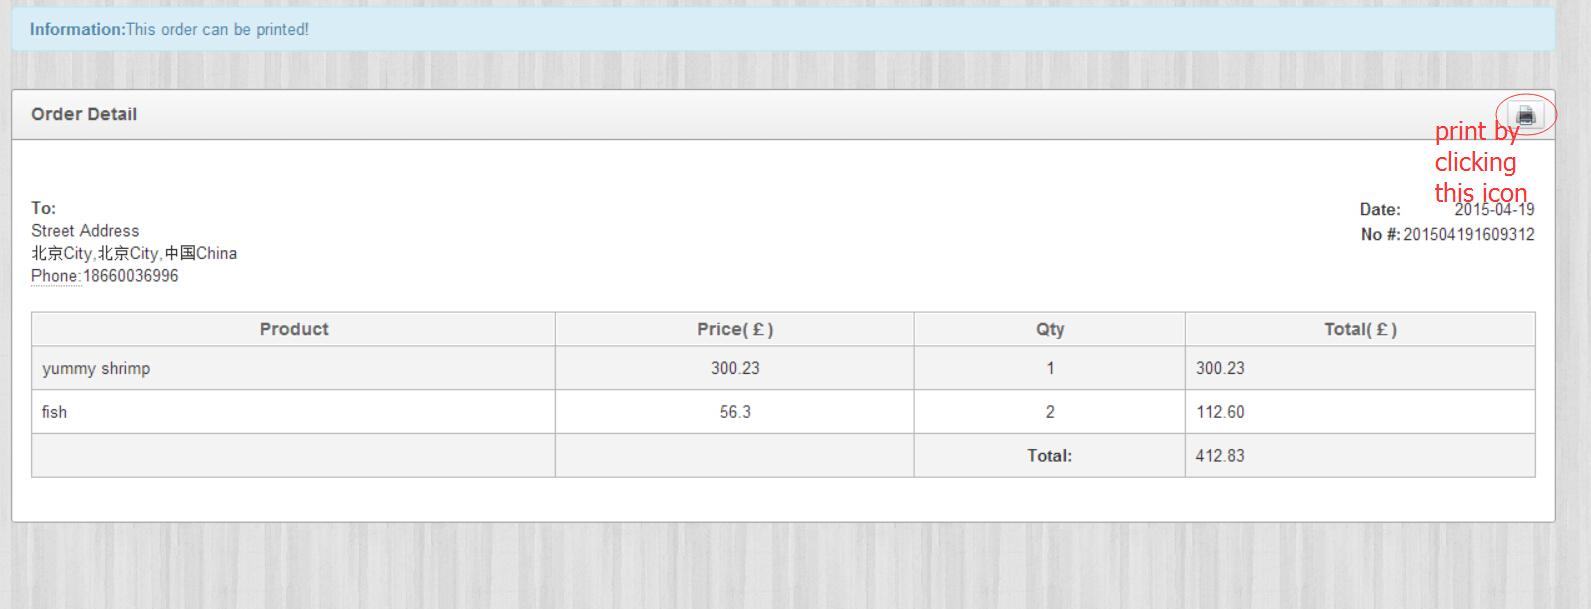 Information:This order can be printed!
Order Detail
print by
clicking
this icon
To:
Street Address
北京City,北京City,中国China
Phone:18660036996
Date: 2015-04-19
No #:201504191609312
Product Price( £ ) Qty Total( £ )
yummy shrimp 300.23 1 300.23
fish 56.3 2 112.60
Total: 412.83